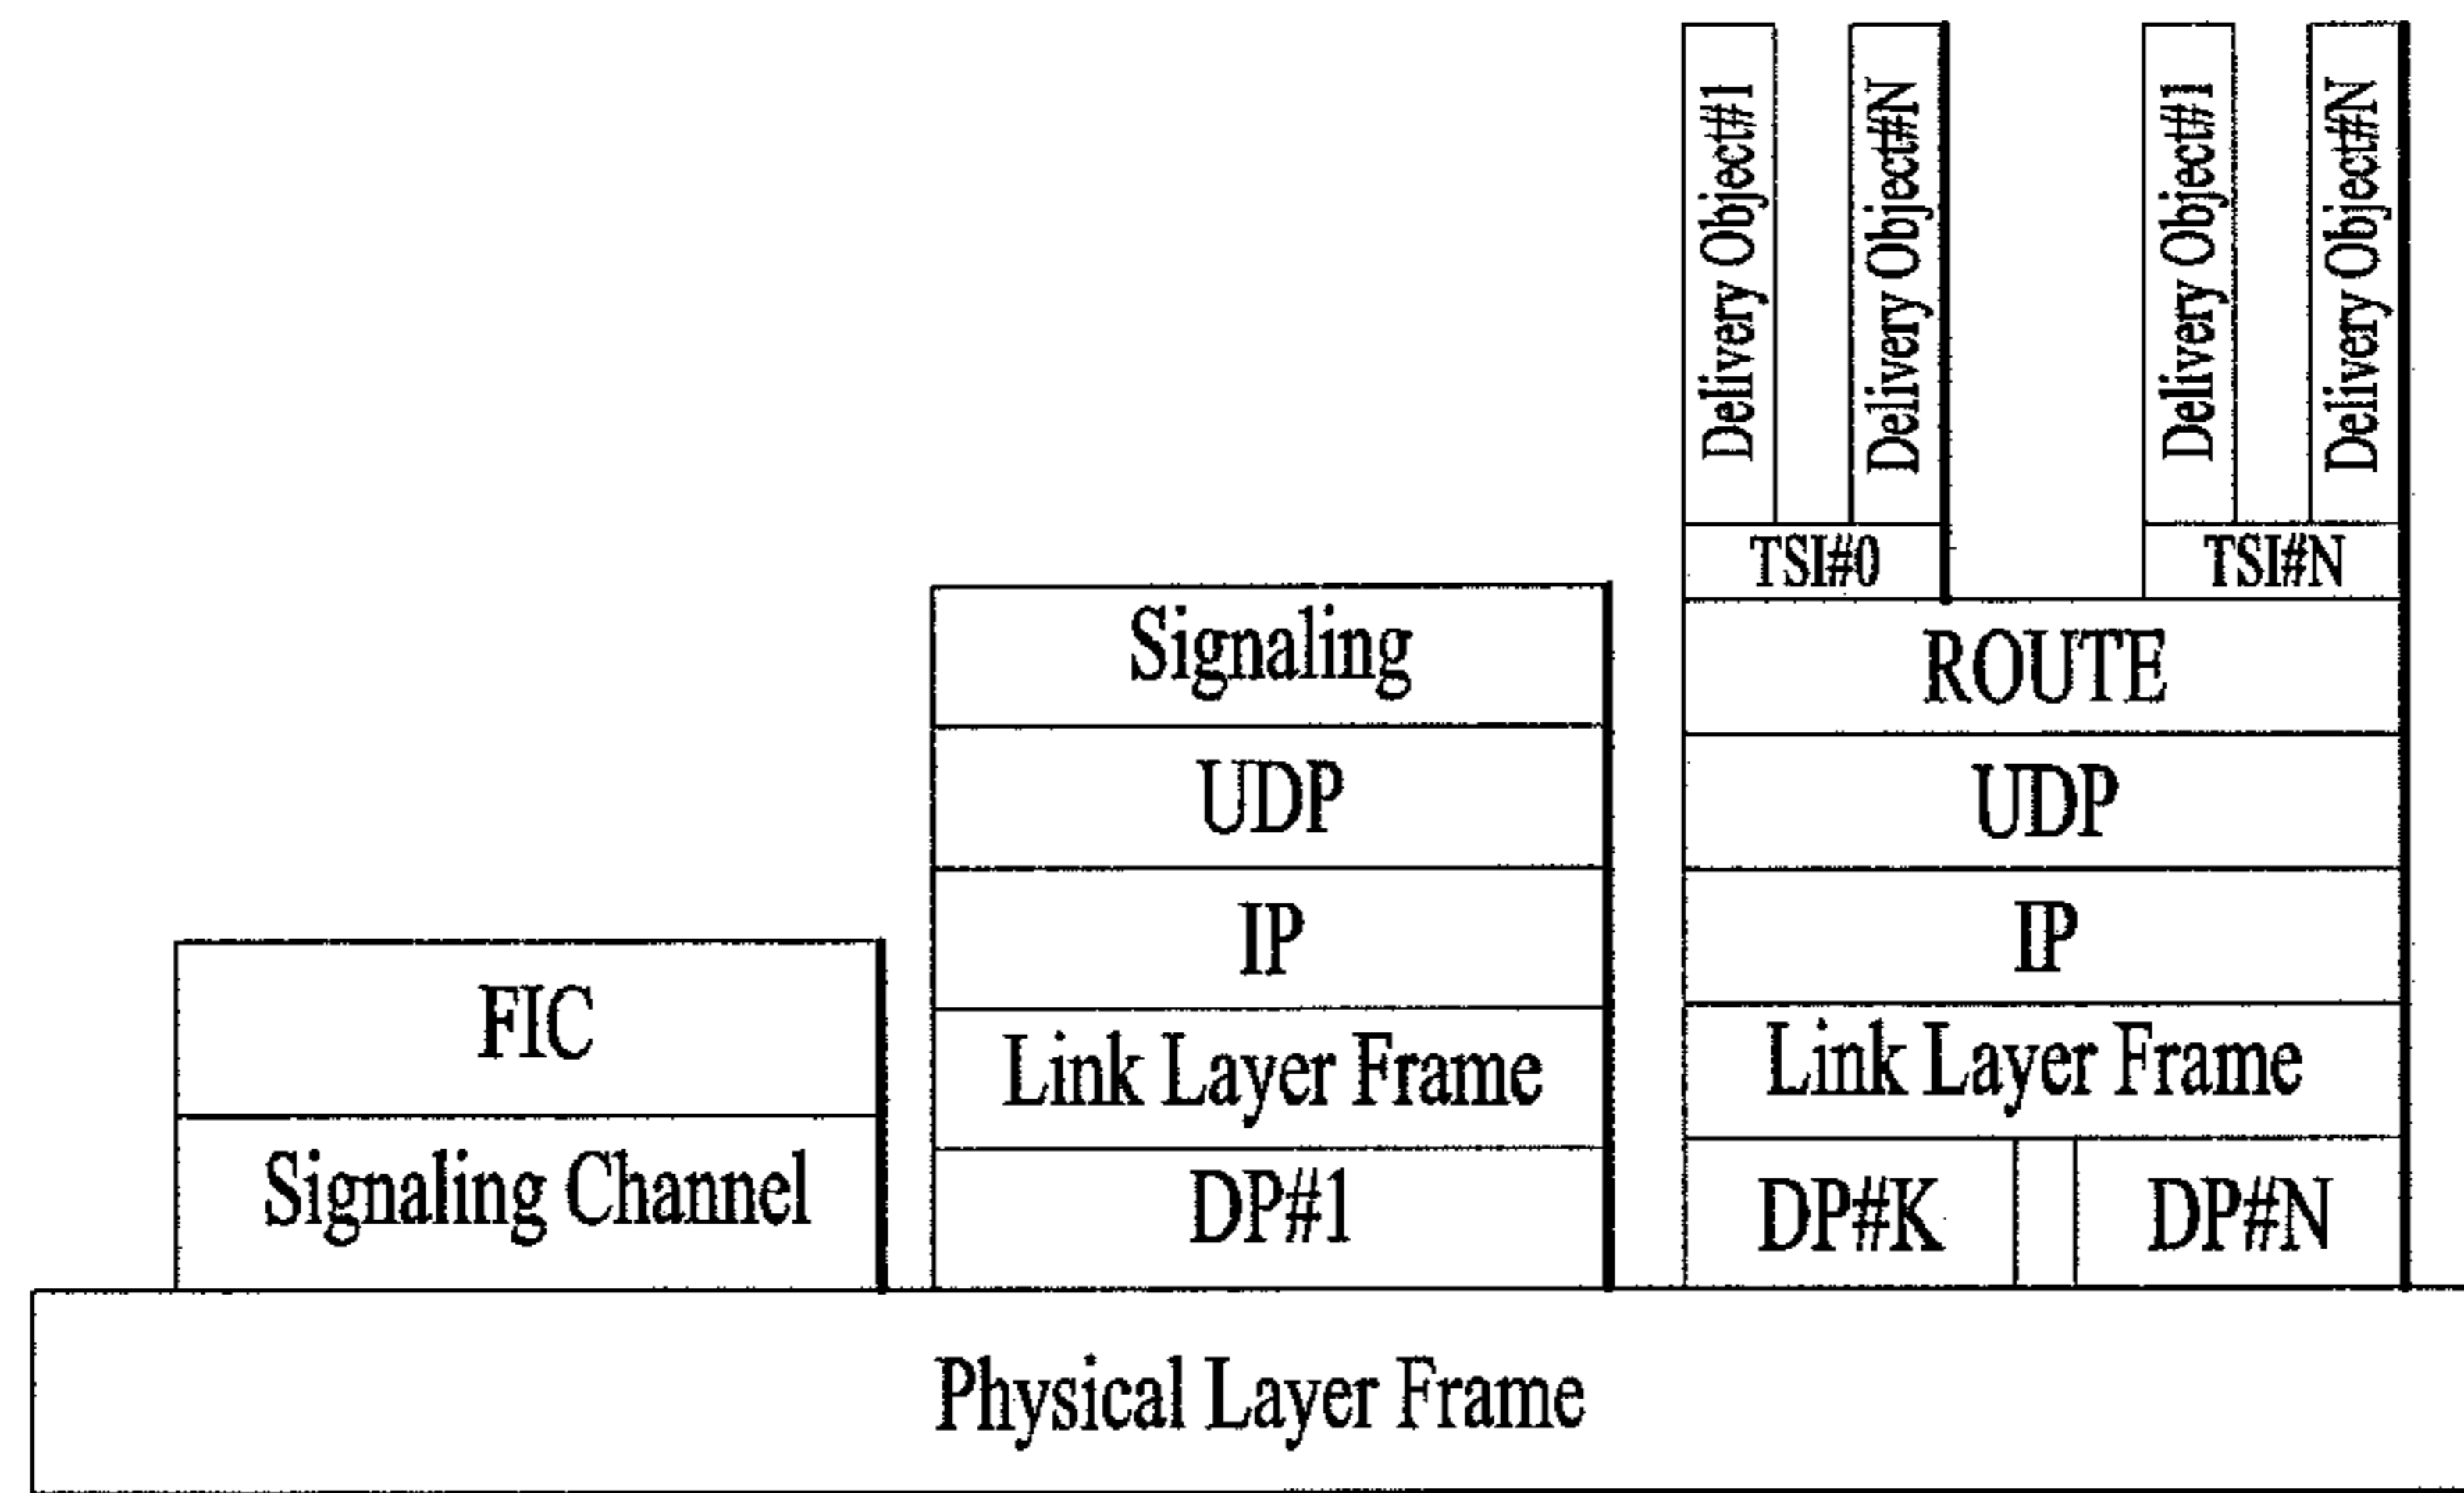 Delivery Object#1
Delivery Object#N
Delivery Object#1
Delivery Object#N
TSI#0
TSI#N
Signaling
ROUTE
UDP
UDP
IP
IP
FIC
Link Layer Frame
Link Layer Frame
Signaling Channel
DP#1
DP#K
DP#N
Physical Layer Frame